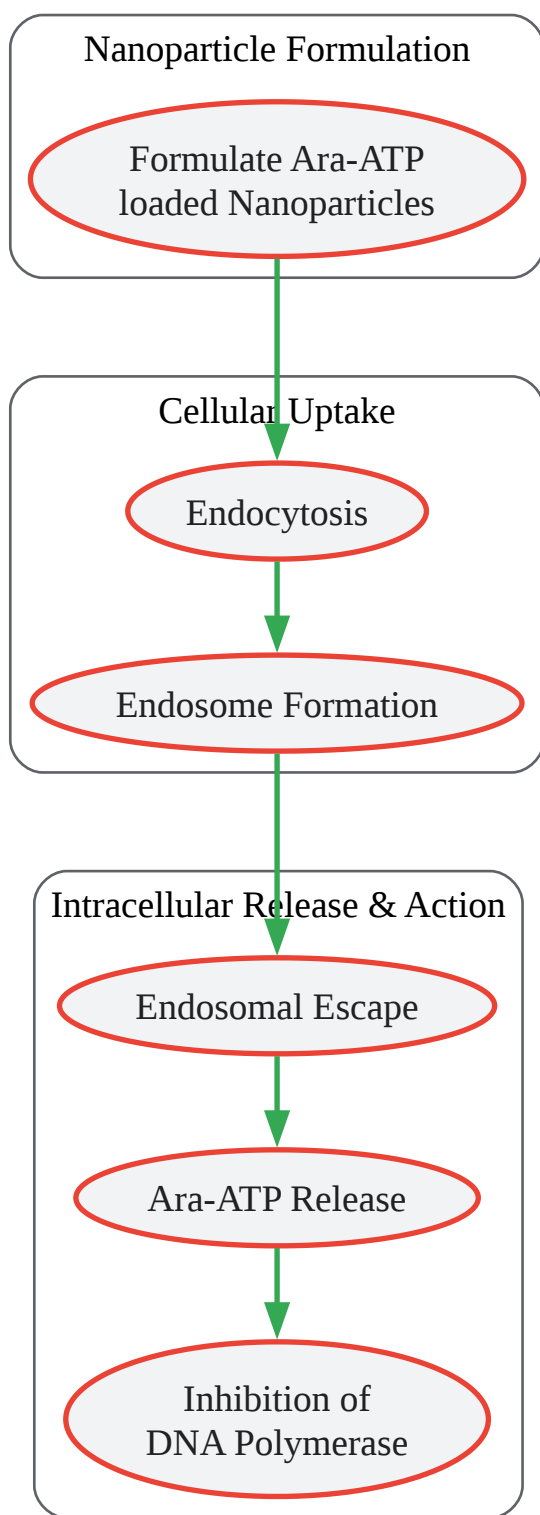 Nanoparticle Formulation
Formulate Ara-ATP
loaded Nanoparticles
Cellular Uptake
Endocytosis
Endosome Formation
Intracellular Release & Action
Endosomal Escape
Ara-ATP Release
Inhibition of
DNA Polymerase